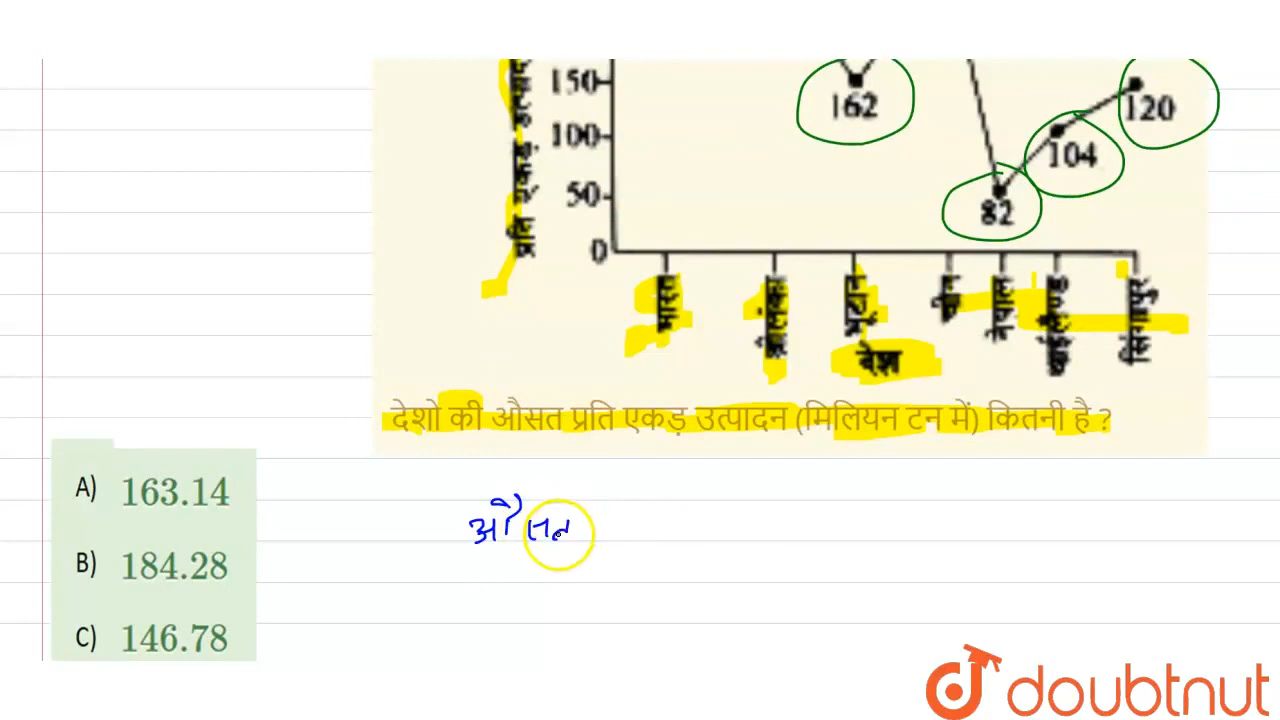 प्रति एकड़ उत्पाद
150
162
120
100
104
50
82
0
भारत
श्रीलंका
भूटान
चीन
नेपाल
थाईलैण्ड
सिंगापुर
देश
देशो की औसत प्रति एकड़ उत्पादन (मिलियन टन में) कितनी है ?
A) 163.14
औसत
B) 184.28
C) 146.78
doubtnut